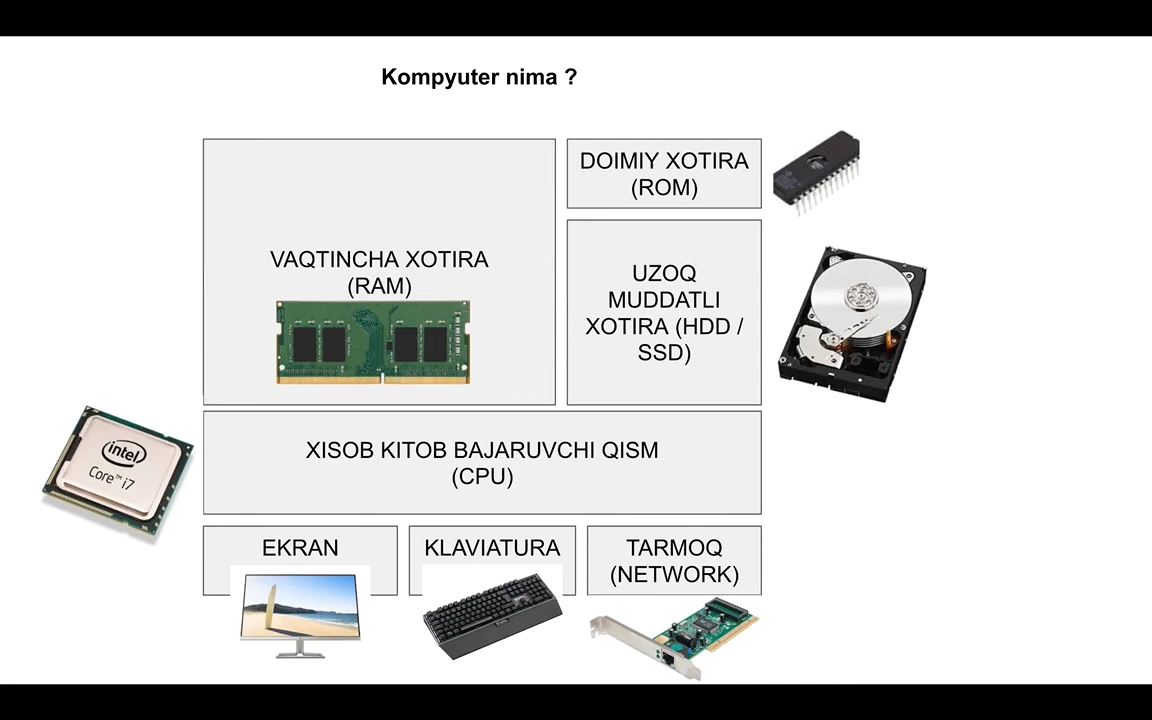 Kompyuter nima ?
VAQTINCHA XOTIRA
(RAM)
DOIMIY XOTIRA
(ROM)
UZOQ
MUDDATLI
XOTIRA (HDD /
SSD)
intel
Core™ i7
XISOB KITOB BAJARUVCHI QISM
(CPU)
EKRAN
KLAVIATURA
TARMOQ
(NETWORK)